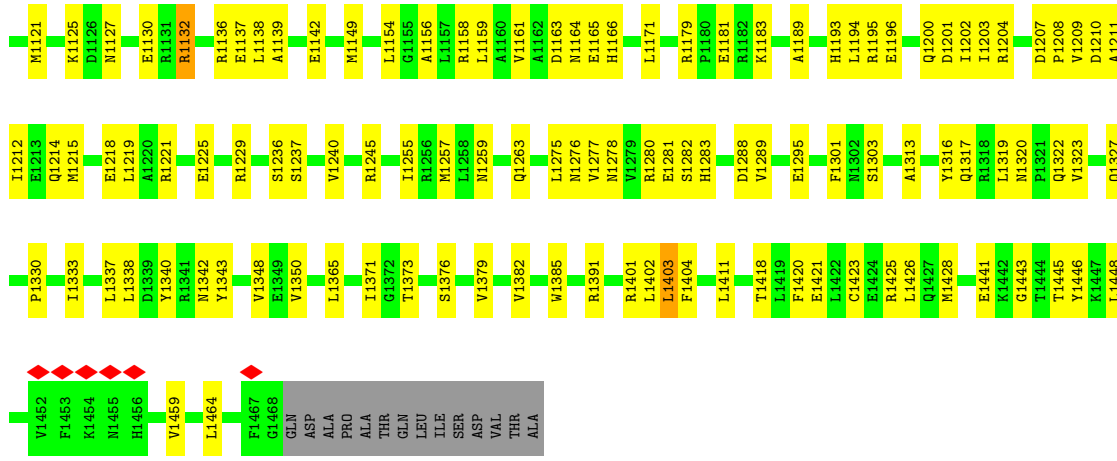 M1121 K1125 D1126 N1127 E1130 R1131 R1132 R1136 E1137 L1138 A1139 E1142 M1149 L1154 G1155 A1156 L1157 R1158 L1159 A1160 V1161 A1162 D1163 N1164 E1165 H1166 L1171 R1179 P1180 E1181 R1182 K1183 A1189 H1193 L1194 R1195 E1196 Q1200 D1201 I1202 I1203 R1204 D1207 P1208 V1209 D1210 A1211
I1212 E1213 Q1214 M1215 E1218 L1219 A1220 R1221 E1225 R1229 S1236 S1237 V1240 R1245 I1255 R1256 M1257 L1258 N1259 Q1263 L1275 N1276 V1277 N1278 V1279 R1280 E1281 S1282 H1283 D1288 V1289 E1295 F1301 N1302 S1303 A1313 Y1316 Q1317 R1318 L1319 N1320 P1321 Q1322 V1323 Q1327
P1330 I1333 L1337 L1338 D1339 Y1340 R1341 N1342 Y1343 V1348 E1349 V1350 L1365 I1371 G1372 T1373 S1376 V1379 V1382 W1385 R1391 R1401 L1402 L1403 F1404 L1411 T1418 L1419 F1420 E1421 L1422 C1423 E1424 R1425 L1426 Q1427 M1428 E1441 K1442 G1443 T1444 T1445 Y1446 K1447 L1448
V1452 F1453 K1454 N1455 H1456 V1459 L1464 F1467 G1468 GLN ASP ALA PRO ALA THR GLN LEU ILE SER ASP VAL THR ALA